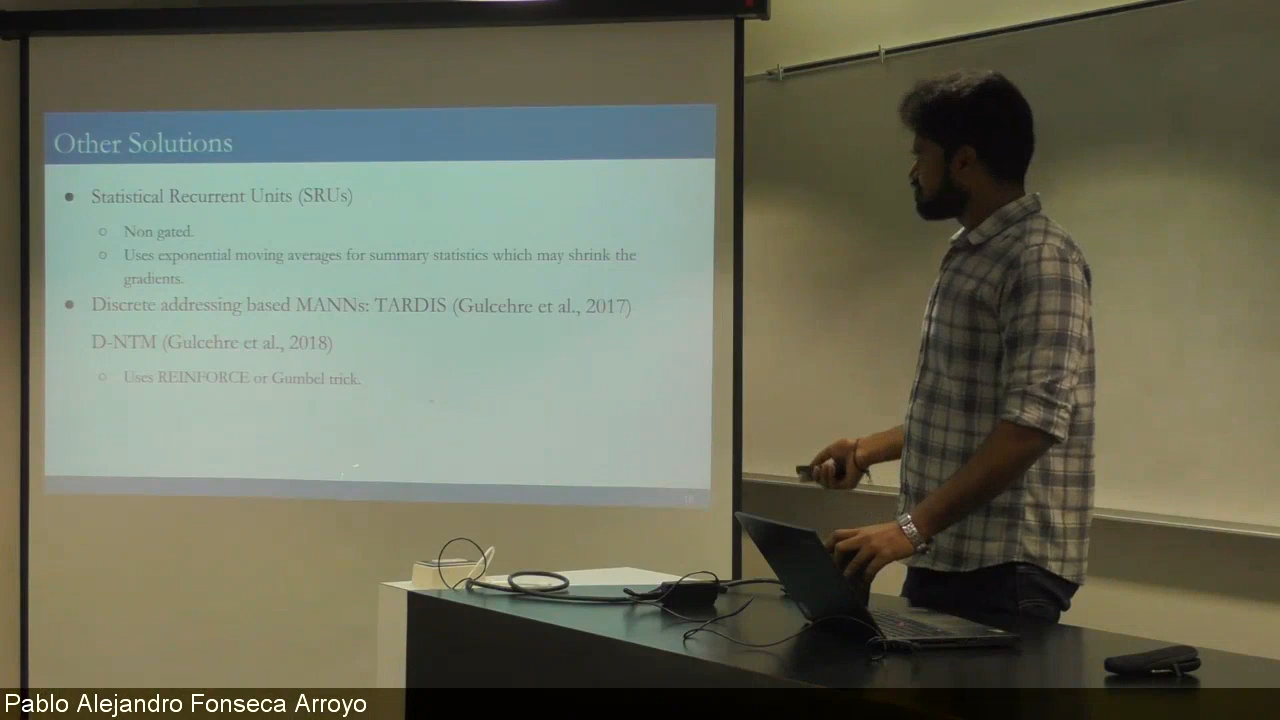 Other Solutions
● Statistical Recurrent Units (SRUs)
○ Non gated.
○ Uses exponential moving averages for summary statistics which may shrink the
gradients.
● Discrete addressing based MANNs: TARDIS (Gulcehre et al., 2017)
D-NTM (Gulcehre et al., 2018)
○ Uses REINFORCE or Gumbel trick.
Pablo Alejandro Fonseca Arroyo